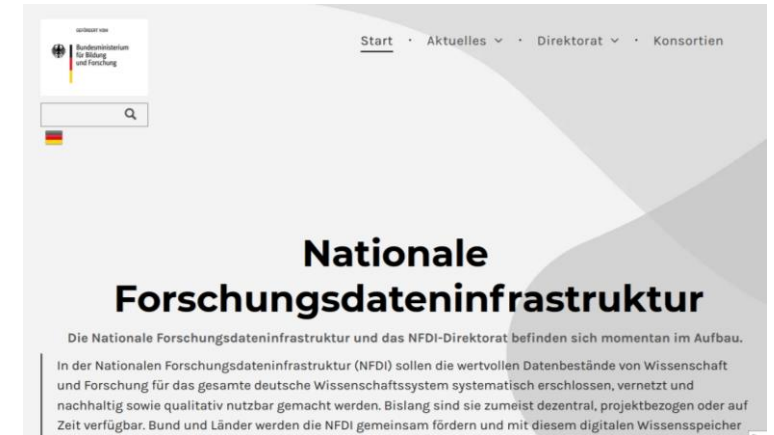 GEFÖRDERT VOM
Bundesministerium
für Bildung
und Forschung
Start · Aktuelles · Direktorat · Konsortien
Nationale
Forschungsdateninfrastruktur
Die Nationale Forschungsdateninfrastruktur und das NFDI-Direktorat befinden sich momentan im Aufbau.
In der Nationalen Forschungsdateninfrastruktur (NFDI) sollen die wertvollen Datenbestände von Wissenschaft
und Forschung für das gesamte deutsche Wissenschaftssystem systematisch erschlossen, vernetzt und
nachhaltig sowie qualitativ nutzbar gemacht werden. Bislang sind sie zumeist dezentral, projektbezogen oder auf
Zeit verfügbar. Bund und Länder werden die NFDI gemeinsam fördern und mit diesem digitalen Wissensspeicher